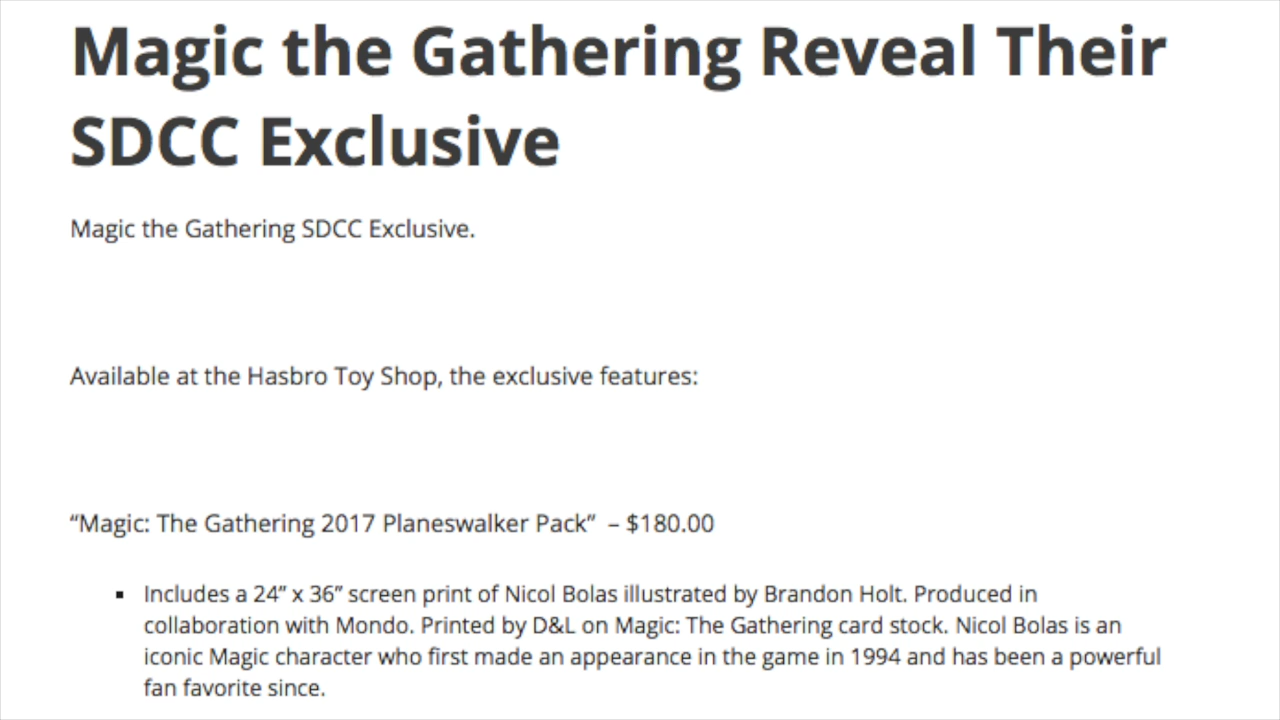 Magic the Gathering Reveal Their
SDCC Exclusive
Magic the Gathering SDCC Exclusive.
Available at the Hasbro Toy Shop, the exclusive features:
“Magic: The Gathering 2017 Planeswalker Pack” – $180.00
▪ Includes a 24” x 36” screen print of Nicol Bolas illustrated by Brandon Holt. Produced in
collaboration with Mondo. Printed by D&L on Magic: The Gathering card stock. Nicol Bolas is an
iconic Magic character who first made an appearance in the game in 1994 and has been a powerful
fan favorite since.